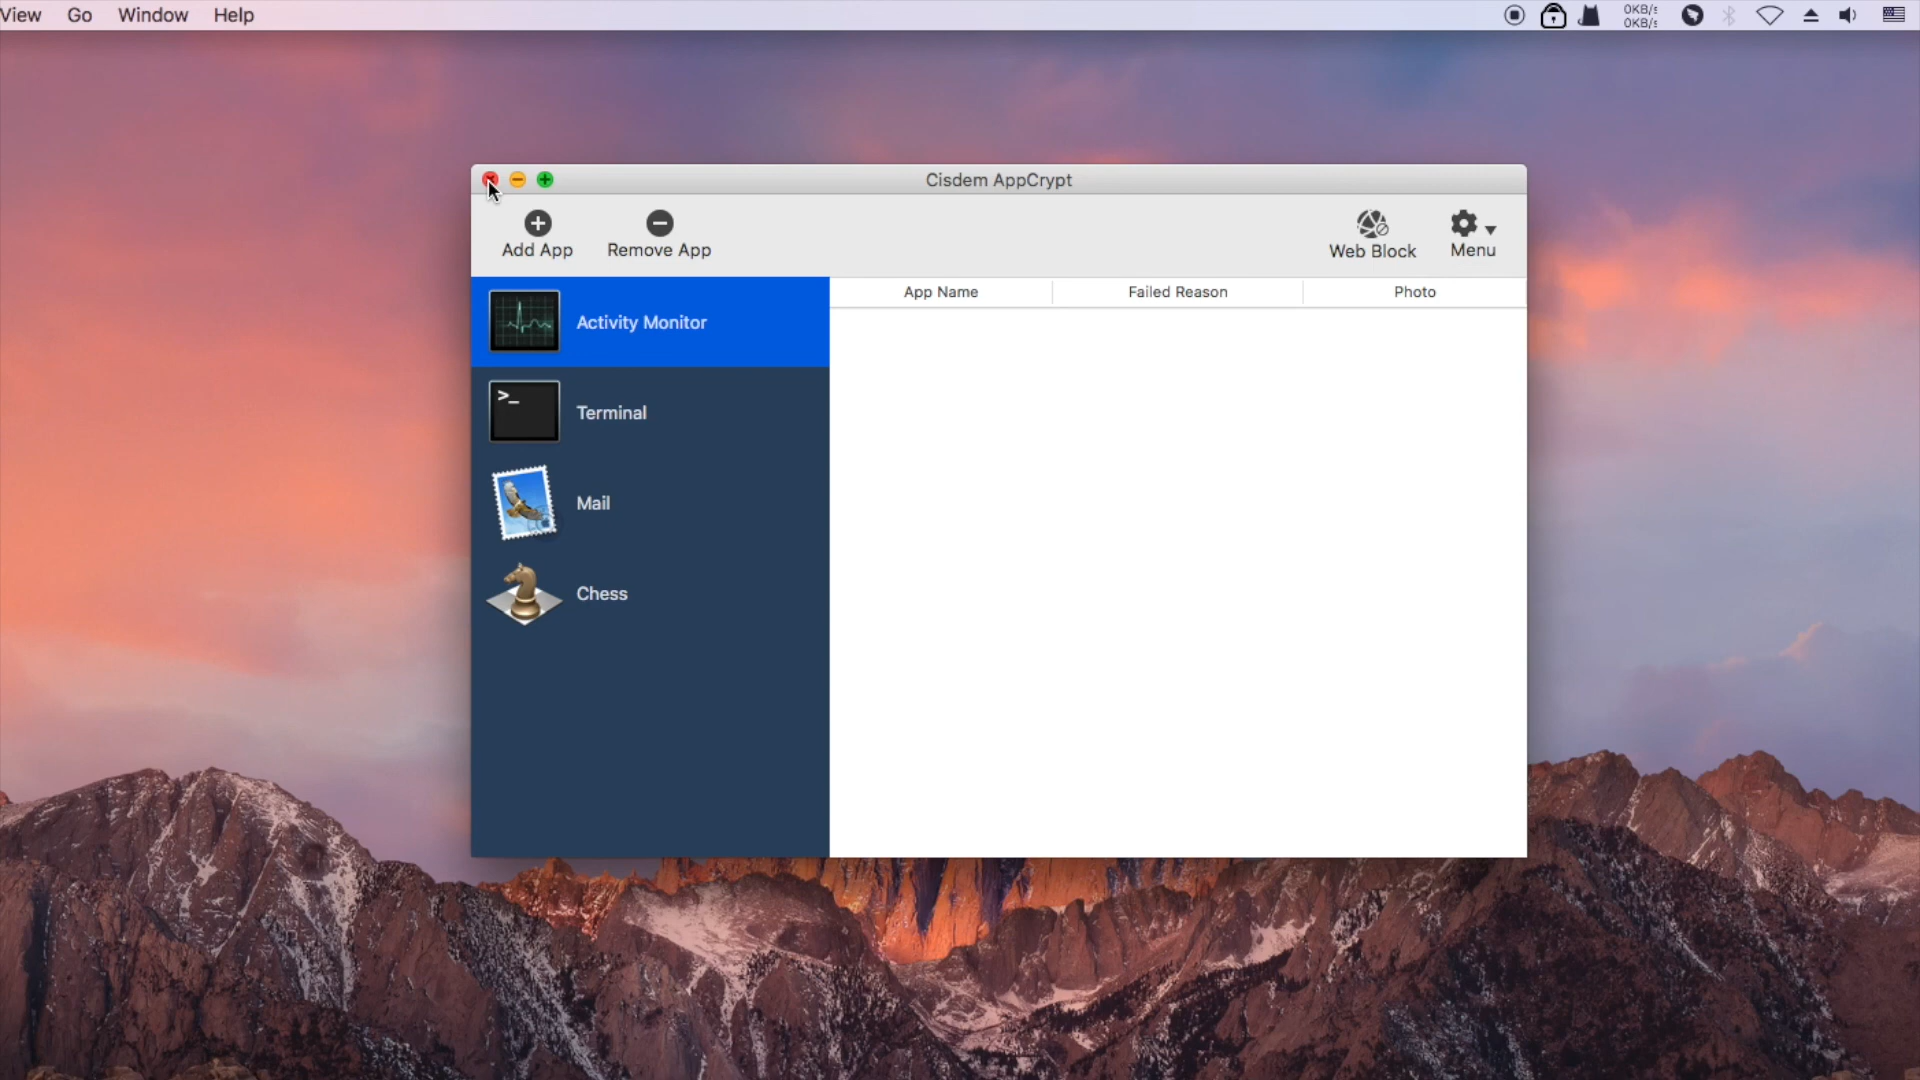 View Go Window Help
0KB/s
0KB/s
Cisdem AppCrypt
Add App Remove App Web Block Menu
App Name Failed Reason Photo
Activity Monitor
>_
Terminal
Mail
Chess